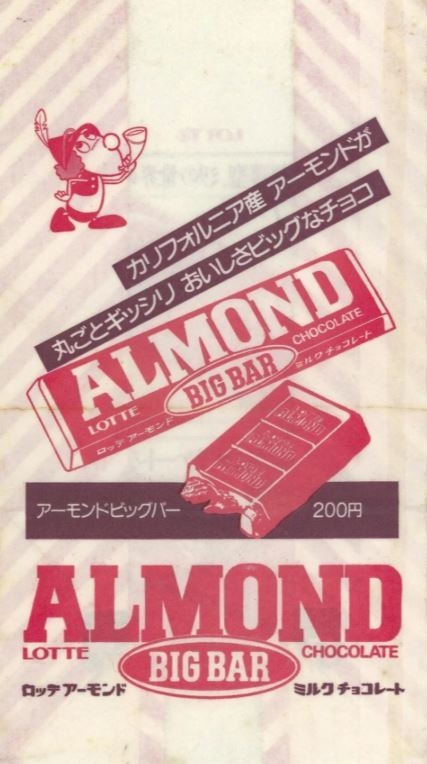 カリフォルニア産 アーモンドが
丸ごとギッシリ おいしさビッグなチョコ
ALMOND
LOTTE
BIG BAR
CHOCOLATE
ロッテ アーモンド
ミルク チョコレート
ALMOND
ALMOND
ALMOND
アーモンドビッグバー 200円
ALMOND
LOTTE
BIG BAR
CHOCOLATE
ロッテ アーモンド
ミルク チョコレート
LOTTE